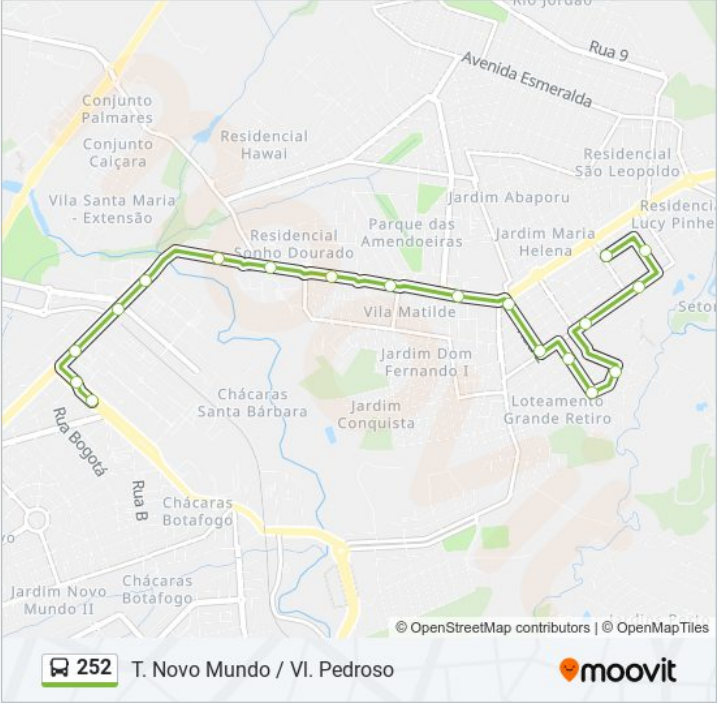 Rio Jordão
Rua 9
Avenida Esmeralda
Conjunto
Palmares
Conjunto
Caiçara
Residencial
Hawai
Residencial
São Leopoldo
Vila Santa Maria
- Extensão
Jardim Abaporu
Residencia
Lucy Pinhe
Parque das
Amendoeiras
Jardim Maria
Helena
Residencial
Sonho Dourado
Vila Matilde
Setor
Jardim Dom
Fernando I
Chácaras
Santa Bárbara
Jardim
Conquista
Loteamento
Grande Retiro
Rua Bogotá
Rua B
Chácaras
Botafogo
vo
Jardim Novo
Mundo II
Chácaras
Botafogo
© OpenStreetMap contributors | © OpenMapTiles
252 T. Novo Mundo / Vl. Pedroso
moovit